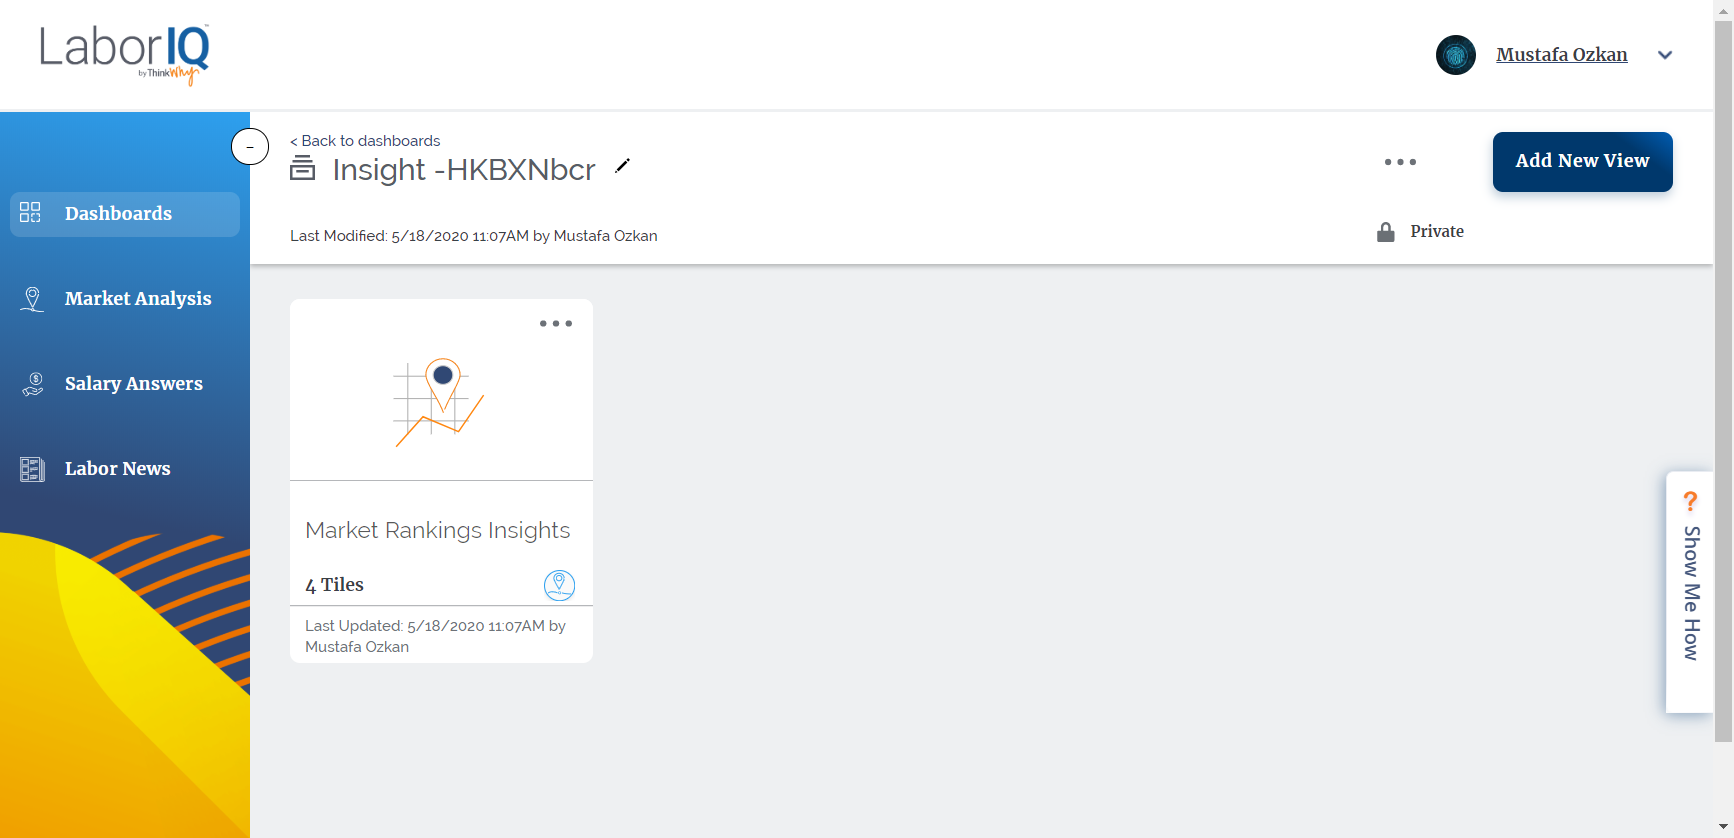 LaborIQ
by ThinkWhy
Mustafa Ozkan
< Back to dashboards
Insight -HKBXNbcr
Add New View
Last Modified: 5/18/2020 11:07AM by Mustafa Ozkan
Private
Dashboards
Market Analysis
Salary Answers
Labor News
Market Rankings Insights
4 Tiles
Last Updated: 5/18/2020 11:07AM by
Mustafa Ozkan
? Show Me How